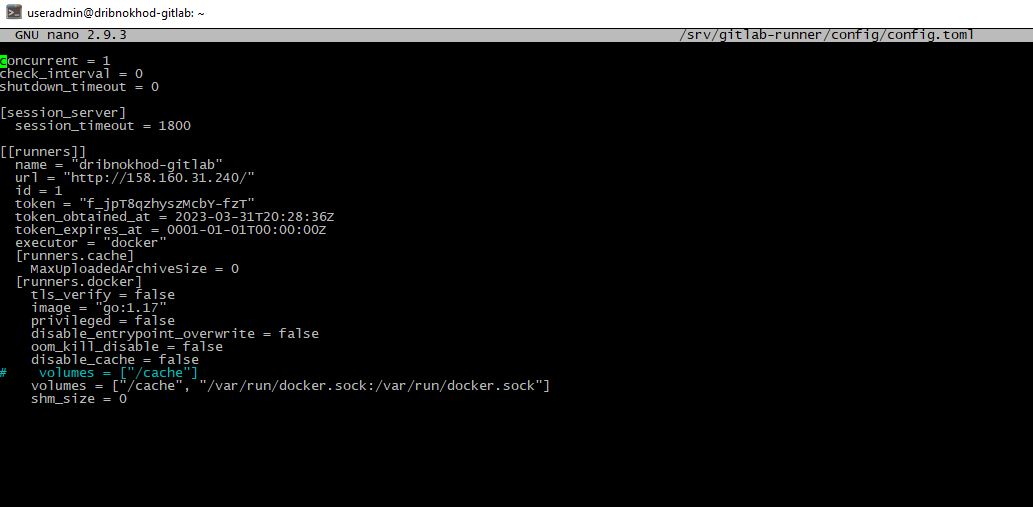 useradmin@dribnokhod-gitlab: ~
GNU nano 2.9.3 /srv/gitlab-runner/config/config.toml
concurrent = 1
check_interval = 0
shutdown_timeout = 0
[session_server]
  session_timeout = 1800
[[runners]]
  name = "dribnokhod-gitlab"
  url = "http://158.160.31.240/"
  id = 1
  token = "f_jpT8qzhyszMcbY-fzT"
  token_obtained_at = 2023-03-31T20:28:36Z
  token_expires_at = 0001-01-01T00:00:00Z
  executor = "docker"
  [runners.cache]
    MaxUploadedArchiveSize = 0
  [runners.docker]
    tls_verify = false
    image = "go:1.17"
    privileged = false
    disable_entrypoint_overwrite = false
    oom_kill_disable = false
    disable_cache = false
#    volumes = ["/cache"]
    volumes = ["/cache", "/var/run/docker.sock:/var/run/docker.sock"]
    shm_size = 0